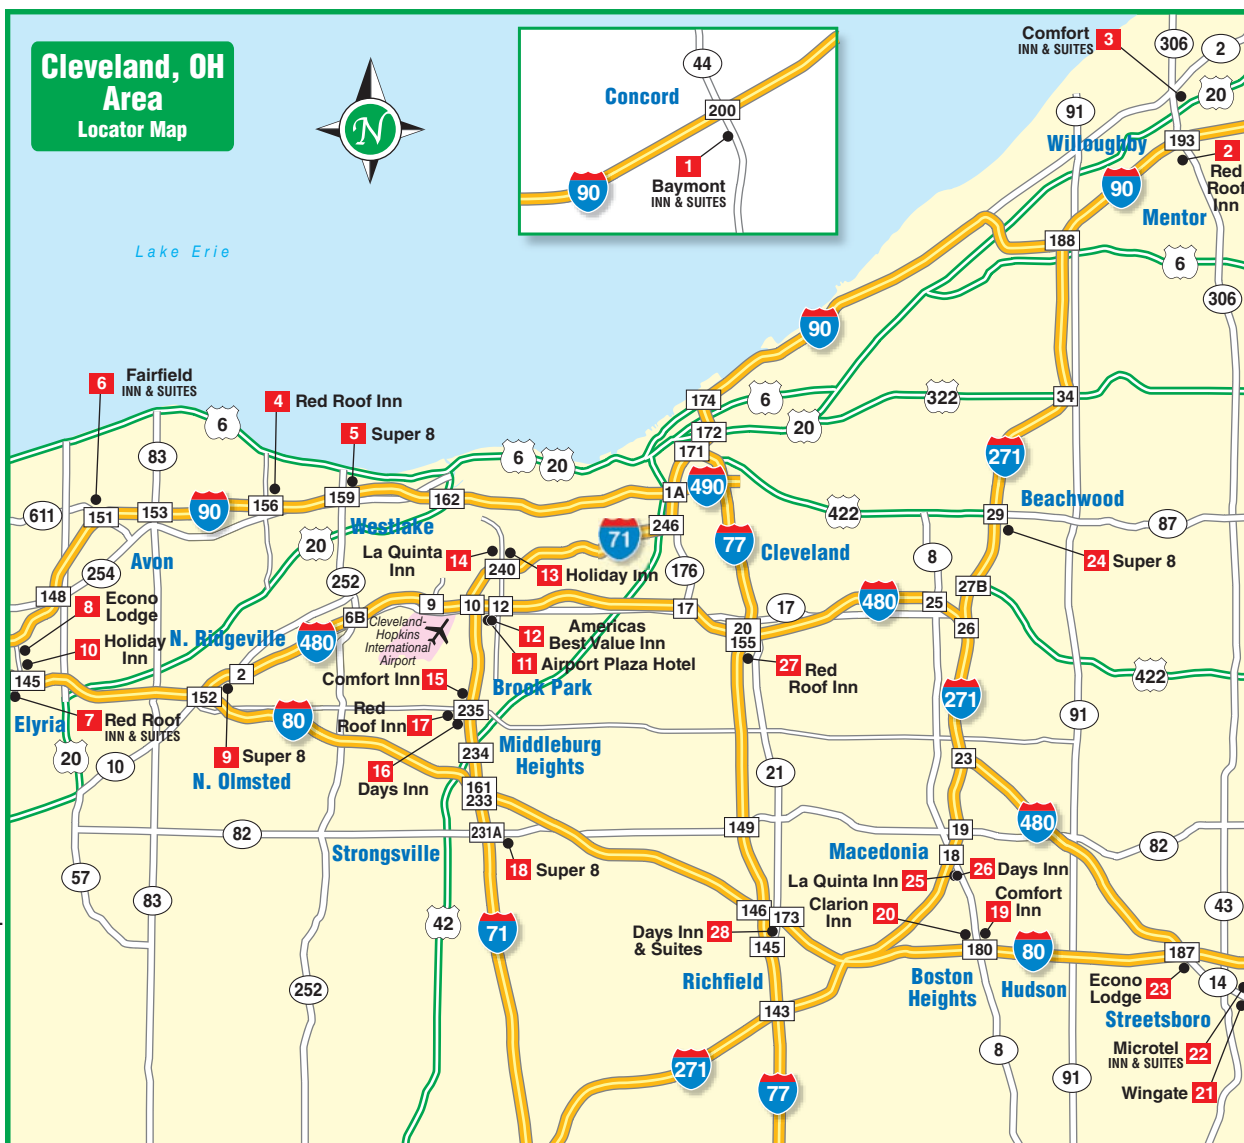 Cleveland, OH
Area
Locator Map
N
Lake Erie
Concord
44
200
90
1
Baymont
INN & SUITES
Comfort
INN & SUITES
3
306
2
20
91
Willoughby
193
2
Red
Roof
Inn
90
Mentor
188
6
306
90
6
Fairfield
INN & SUITES
4
Red Roof Inn
5
Super 8
6
83
174
6
322
34
172
20
171
6
20
271
611
151
153
90
156
159
162
1A
490
Beachwood
29
87
422
Westlake
246
71
20
La Quinta
Inn
14
240
13
Holiday Inn
77
Cleveland
8
24
Super 8
Avon
254
252
176
148
8
Econo
Lodge
9
10
12
17
17
480
25
27B
6B
N. Ridgeville
480
Cleveland-
Hopkins
International
Airport
12
Americas
Best Value Inn
20
155
26
10
Holiday
Inn
11
Airport Plaza Hotel
27
Red
Roof Inn
422
145
2
152
Comfort Inn
15
Brook Park
271
Elyria
7
Red Roof
INN & SUITES
80
Red
Roof Inn
17
235
91
9
Super 8
Middleburg
Heights
234
23
20
10
N. Olmsted
16
Days Inn
21
161
233
82
231A
149
19
480
82
Strongsville
18
Super 8
Macedonia
18
57
La Quinta Inn
25
26
Days Inn
83
Clarion
Inn
20
19
Comfort
Inn
43
42
71
146
173
Days Inn
& Suites
28
145
180
80
187
Richfield
Boston
Heights
Hudson
Econo
Lodge
23
14
252
143
Streetsboro
8
Microtel
INN & SUITES
22
271
77
91
Wingate
21